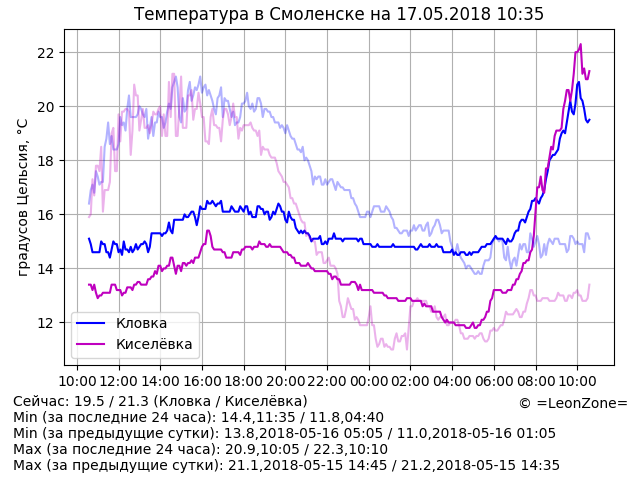 Температура в Смоленске на 17.05.2018 10:35
градусов Цельсия, °C
22
20
18
16
14
12
Кловка
Киселёвка
10:00 12:00 14:00 16:00 18:00 20:00 22:00 00:00 02:00 04:00 06:00 08:00 10:00
Сейчас: 19.5 / 21.3 (Кловка / Киселёвка)
© =LeonZone=
Min (за последние 24 часа): 14.4,11:35 / 11.8,04:40
Min (за предыдущие сутки): 13.8,2018-05-16 05:05 / 11.0,2018-05-16 01:05
Max (за последние 24 часа): 20.9,10:05 / 22.3,10:10
Max (за предыдущие сутки): 21.1,2018-05-15 14:45 / 21.2,2018-05-15 14:35